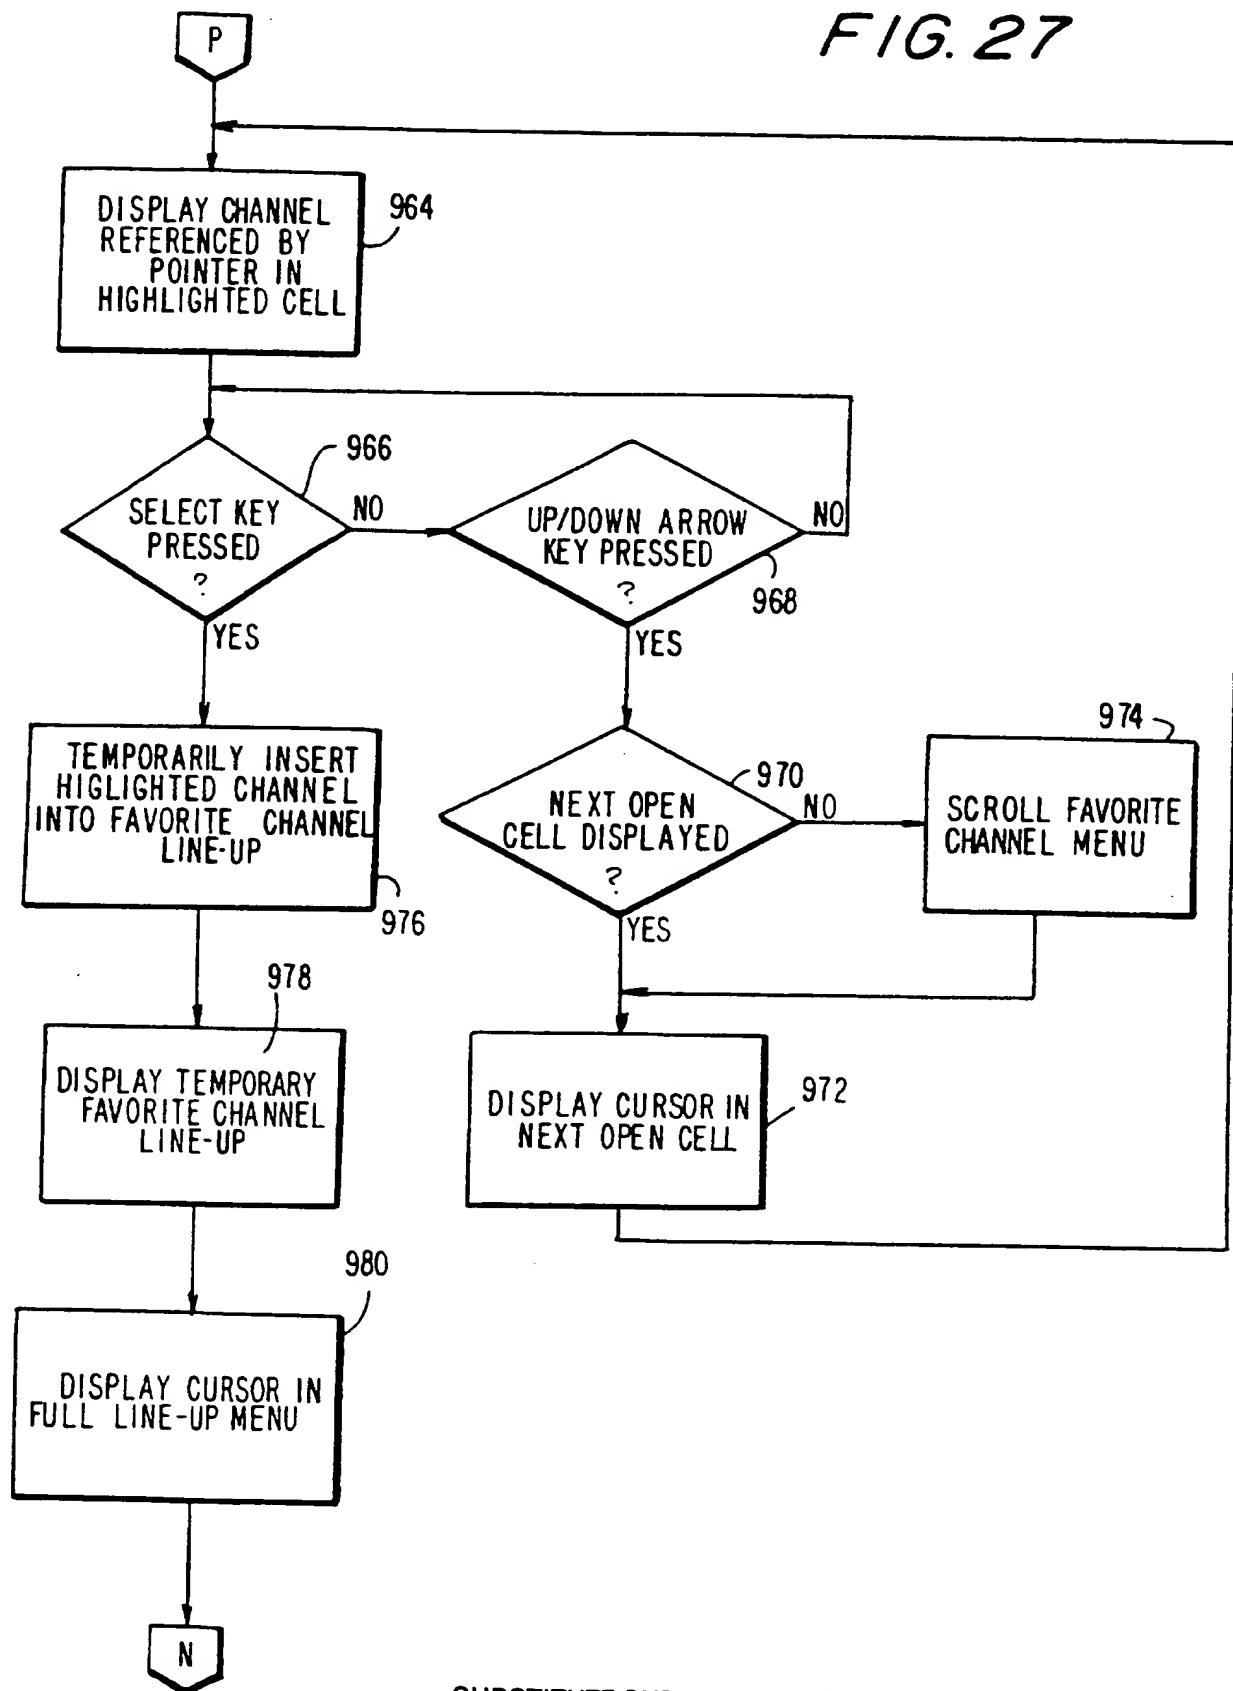 P
FIG. 27
DISPLAY CHANNEL
REFERENCED BY
POINTER IN
HIGHLIGHTED CELL
964
966
SELECT KEY
PRESSED
?
NO
YES
UP/DOWN ARROW
KEY PRESSED
?
NO
968
YES
TEMPORARILY INSERT
HIGLIGHTED CHANNEL
INTO FAVORITE CHANNEL
LINE-UP
976
970
NEXT OPEN
CELL DISPLAYED
?
NO
YES
974
SCROLL FAVORITE
CHANNEL MENU
978
DISPLAY TEMPORARY
FAVORITE CHANNEL
LINE-UP
DISPLAY CURSOR IN
NEXT OPEN CELL
972
980
DISPLAY CURSOR IN
FULL LINE-UP MENU
N